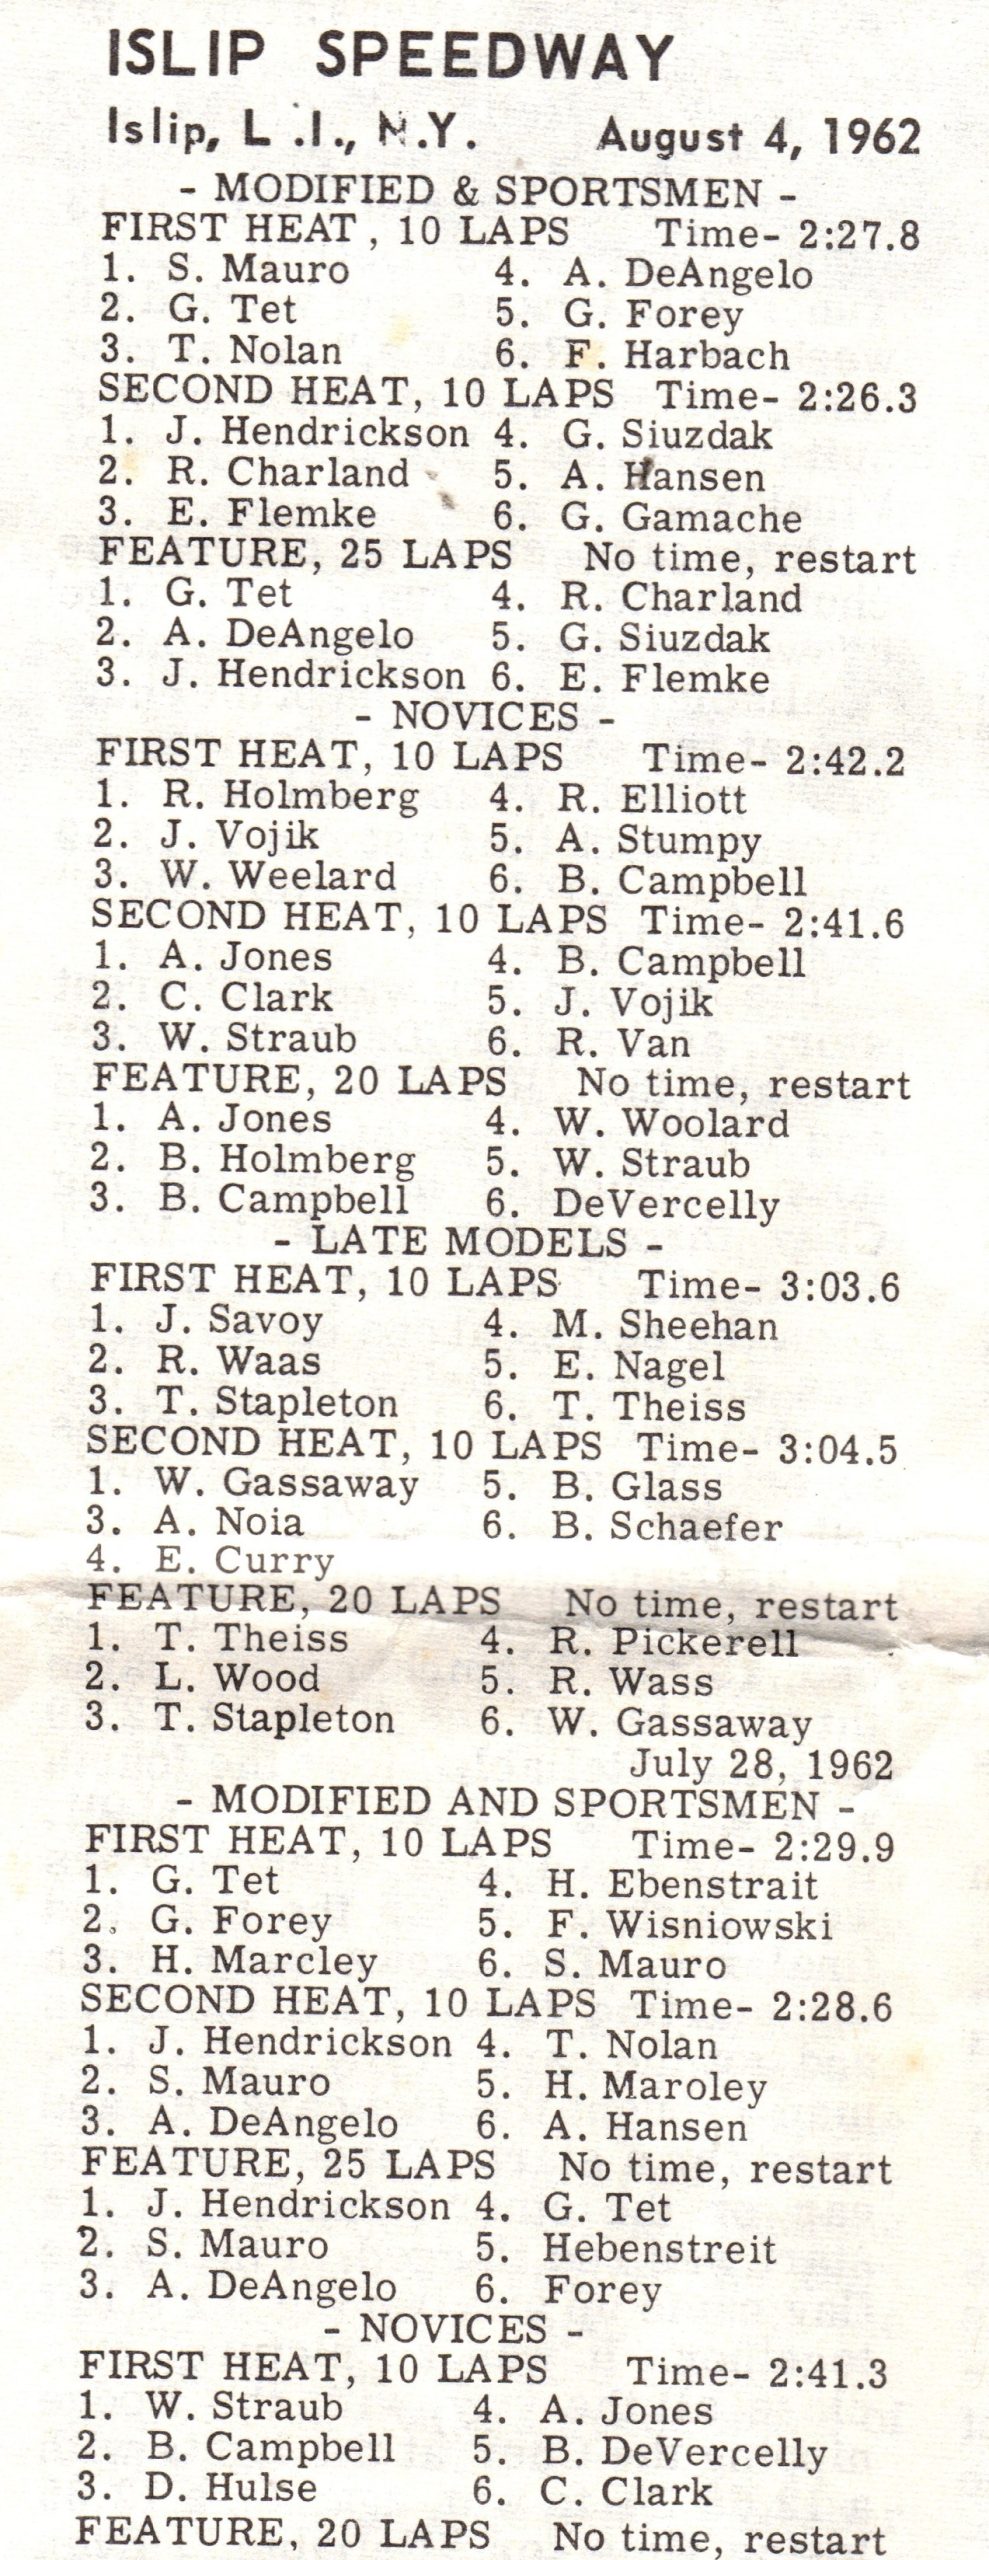 ISLIP SPEEDWAY
Islip, L.I., N.Y. August 4, 1962
- MODIFIED & SPORTSMEN -
FIRST HEAT, 10 LAPS Time- 2:27.8
1. S. Mauro 4. A. DeAngelo
2. G. Tet 5. G. Forey
3. T. Nolan 6. F. Harbach
SECOND HEAT, 10 LAPS Time- 2:26.3
1. J. Hendrickson 4. G. Siuzdak
2. R. Charland 5. A. Hansen
3. E. Flemke 6. G. Gamache
FEATURE, 25 LAPS No time, restart
1. G. Tet 4. R. Charland
2. A. DeAngelo 5. G. Siuzdak
3. J. Hendrickson 6. E. Flemke
- NOVICES -
FIRST HEAT, 10 LAPS Time- 2:42.2
1. R. Holmberg 4. R. Elliott
2. J. Vojik 5. A. Stumpy
3. W. Weelard 6. B. Campbell
SECOND HEAT, 10 LAPS Time- 2:41.6
1. A. Jones 4. B. Campbell
2. C. Clark 5. J. Vojik
3. W. Straub 6. R. Van
FEATURE, 20 LAPS No time, restart
1. A. Jones 4. W. Woolard
2. B. Holmberg 5. W. Straub
3. B. Campbell 6. DeVercelly
- LATE MODELS -
FIRST HEAT, 10 LAPS Time- 3:03.6
1. J. Savoy 4. M. Sheehan
2. R. Waas 5. E. Nagel
3. T. Stapleton 6. T. Theiss
SECOND HEAT, 10 LAPS Time- 3:04.5
1. W. Gassaway 5. B. Glass
3. A. Noia 6. B. Schaefer
4. E. Curry
FEATURE, 20 LAPS No time, restart
1. T. Theiss 4. R. Pickerell
2. L. Wood 5. R. Wass
3. T. Stapleton 6. W. Gassaway
July 28, 1962
- MODIFIED AND SPORTSMEN -
FIRST HEAT, 10 LAPS Time- 2:29.9
1. G. Tet 4. H. Ebenstrait
2. G. Forey 5. F. Wisniowski
3. H. Marcley 6. S. Mauro
SECOND HEAT, 10 LAPS Time- 2:28.6
1. J. Hendrickson 4. T. Nolan
2. S. Mauro 5. H. Maroley
3. A. DeAngelo 6. A. Hansen
FEATURE, 25 LAPS No time, restart
1. J. Hendrickson 4. G. Tet
2. S. Mauro 5. Hebenstreit
3. A. DeAngelo 6. Forey
- NOVICES -
FIRST HEAT, 10 LAPS Time- 2:41.3
1. W. Straub 4. A. Jones
2. B. Campbell 5. B. DeVercelly
3. D. Hulse 6. C. Clark
FEATURE, 20 LAPS No time, restart